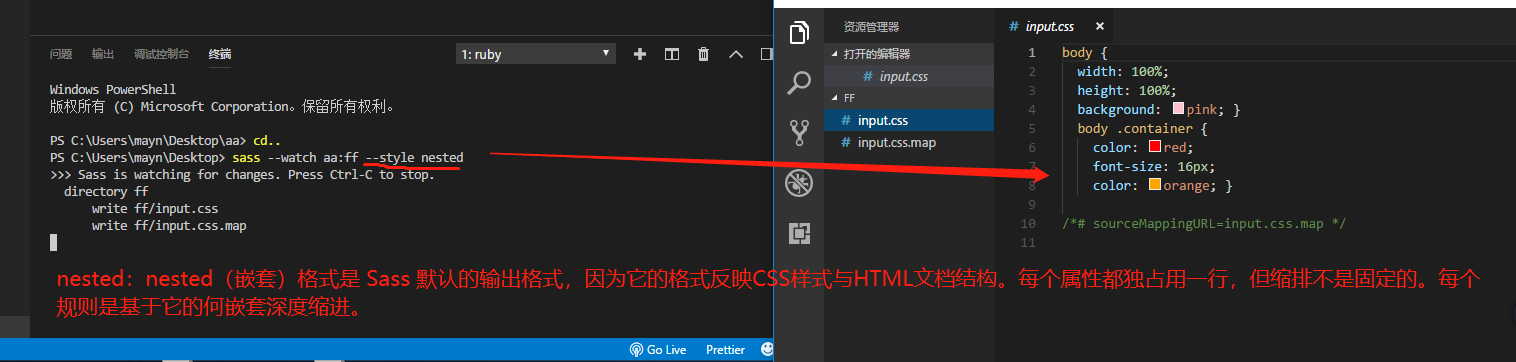 问题 输出 调试控制台 终端 1: ruby
Windows PowerShell
版权所有 (C) Microsoft Corporation。保留所有权利。
PS C:\Users\mayn\Desktop\aa> cd..
PS C:\Users\mayn\Desktop> sass --watch aa:ff --style nested
>>> Sass is watching for changes. Press Ctrl-C to stop.
directory ff
write ff/input.css
write ff/input.css.map
资源管理器
打开的编辑器
# input.css
FF
# input.css
# input.css.map
# input.css ×
1 body {
2 width: 100%;
3 height: 100%;
4 background: pink; }
5 body .container {
6 color: red;
7 font-size: 16px;
8 color: orange; }
9
10 /*# sourceMappingURL=input.css.map */
11
nested：nested（嵌套）格式是 Sass 默认的输出格式，因为它的格式反映CSS样式与HTML文档结构。每个属性都独占用一行，但缩排不是固定的。每个
规则是基于它的何嵌套深度缩进。
Go Live Prettier